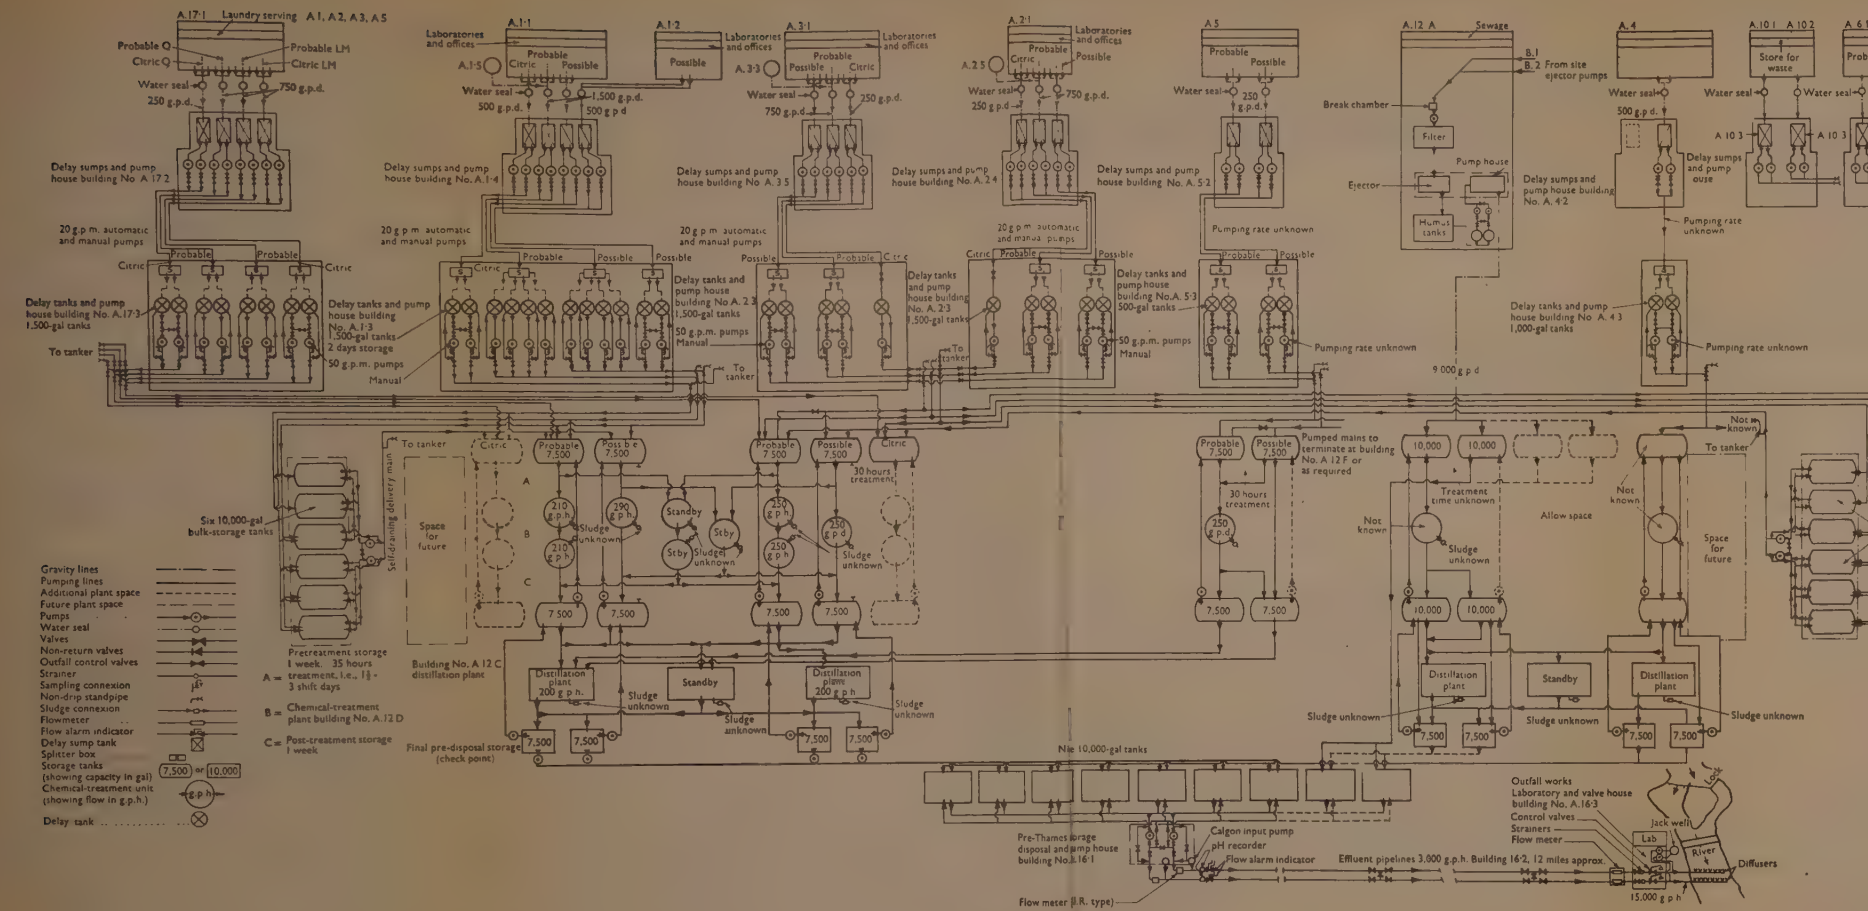 A.17·1 Laundry serving A1, A2, A3, A5
Probable Q
Citric Q
Probable LM
Citric LM
Water seal
250 g.p.d.
750 g.p.d.
Delay sumps and pump
house building No A 17·2
20 g.p.m. automatic
and manual pumps
Citric
Probable
Probable
Citric
Delay tanks and pump
house building No. A.17·3
1,500-gal tanks
To tanker
A.1·1
Laboratories
and offices
Probable
Citric
Possible
A.1·5
Water seal
500 g.p.d.
1,500 g.p.d.
500 g p d
A.1·2
Laboratories
and offices
Possible
Delay sumps and pump
house building No. A.1·4
20 g.p.m automatic
and manual pumps
Citric
Probable
Possible
Possible
Delay tanks and pump
house building
No. A.1·3
1,500-gal tanks
2 days storage
50 g.p.m. pumps
Manual
To
tanker
A.3·1
Laboratories
and offices
Probable
Possible
Citric
A.3·3
Water seal
750 g.p.d.
250 g.p.d.
Delay sumps and pump
house building No. A. 3 5
20 g p m automatic
and manual pumps
Possible
Probable
Delay tanks and
pump house
building No A. 2 3
1,500-gal tanks
50 g.p.m. pumps
Manual
A.2·1
Laboratories
and offices
Probable
Citric
Possible
A.2 5
Water seal
250 g.p.d.
750 g.p.d.
Delay sumps and pump
house building No. A. 2 4
20 g p m automatic
and manual pumps
Citric
Probable
Possible
Delay tanks
and pump
house building
No. A. 2·3
1,500-gal tanks
50 g.p.m. pumps
Manual
To
tanker
A 5
Probable
Possible
Water seal
250
g.p.d.
Delay sumps and pump
house building No. A. 5·2
Pumping rate unknown
Probable
Possible
Delay tanks and
pump house
building No.A. 5·3
500-gal tanks
Pumping rate unknown
A.12 A
Sewage
B.1
B.2
From site
ejector pumps
Break chamber
Filter
Pump house
Ejector
Humus
tanks
9 000 g p d
A. 4
Water seal
500 g.p d.
Delay sumps
and pump
ouse
Delay sumps and
pump house building
No. A. 4·2
Pumping rate
unknown
Delay tanks and pump
house building No A. 4 3
1,000-gal tanks
Pumping rate unknown
A.10 1
A 10 2
Store for
waste
Water seal
Water seal
A 10 3
A 10 3
A 6
Prob
Six 10,000-gal
bulk-storage tanks
Self-draining delivery main
To tanker
Space
for
future
Citric
Probable
7,500
Possible
7,500
A
B
C
210
g.p.h.
290
g.p.h.
210
g p h
Sludge
unknown
Standby
Stby
Stby
Sludge
unknown
Probable
7,500
Possible
7,500
Citric
30 hours
treatment
250
g p h
250
g p d
250
g p h
Sludge
unknown
7 500
7,500
7 500
7,500
Probable
7,500
Possible
7,500
Pumped mains to
terminate at building
No. A 12 F or
as required
30 hours
treatment
250
g p.d.
Sludge
unknown
7 500
7,500
10,000
10,000
Treatment
time unknown
Not
known
Sludge
unknown
Allow space
10,000
10,000
Not
known
Not
known
To tanker
Space
for
future
Gravity lines
Pumping lines
Additional plant space
Future plant space
Pumps
Water seal
Valves
Non-return valves
Outfall control valves
Strainer
Sampling connexion
Non-drip standpipe
Sludge connexion
Flowmeter
Flow alarm indicator
Delay sump tank
Splitter box
Storage tanks
(showing capacity in gal)
7,500 or 10,000
Chemical-treatment unit
(showing flow in g.p.h.)
g p h
Delay tank
Pretreatment storage
1 week. 35 hours
A = treatment, i.e., 1½-
3 shift days
B = Chemical-treatment
plant building No. A.12 D
C = Post-treatment storage
1 week
Building No. A 12 C
distillation plant
Distillation
plant
200 g p h.
Standby
Distillation
plant
200 g p h
Sludge
unknown
Sludge
unknown
Sludge
unknown
Final pre-disposal storage
(check point)
7,500
7,500
7,500
7,500
Distillation
plant
Standby
Distillation
plant
Sludge unknown
Sludge unknown
Sludge unknown
7,500
7,500
7,500
7,500
10,000-gal tanks
Pre-Thames
disposal and pump house
building
Calgon input pump
pH recorder
Flow alarm indicator
Flow meter
Effluent pipelines 3,000 g.p.h. Building 16·2, 12 miles approx.
Outfall works
Laboratory and valve house
building No. A.16·3
Control valves
Strainers
Flow meter
Lab
Jack well
Lock
River
Diffusers
15,000 g p h